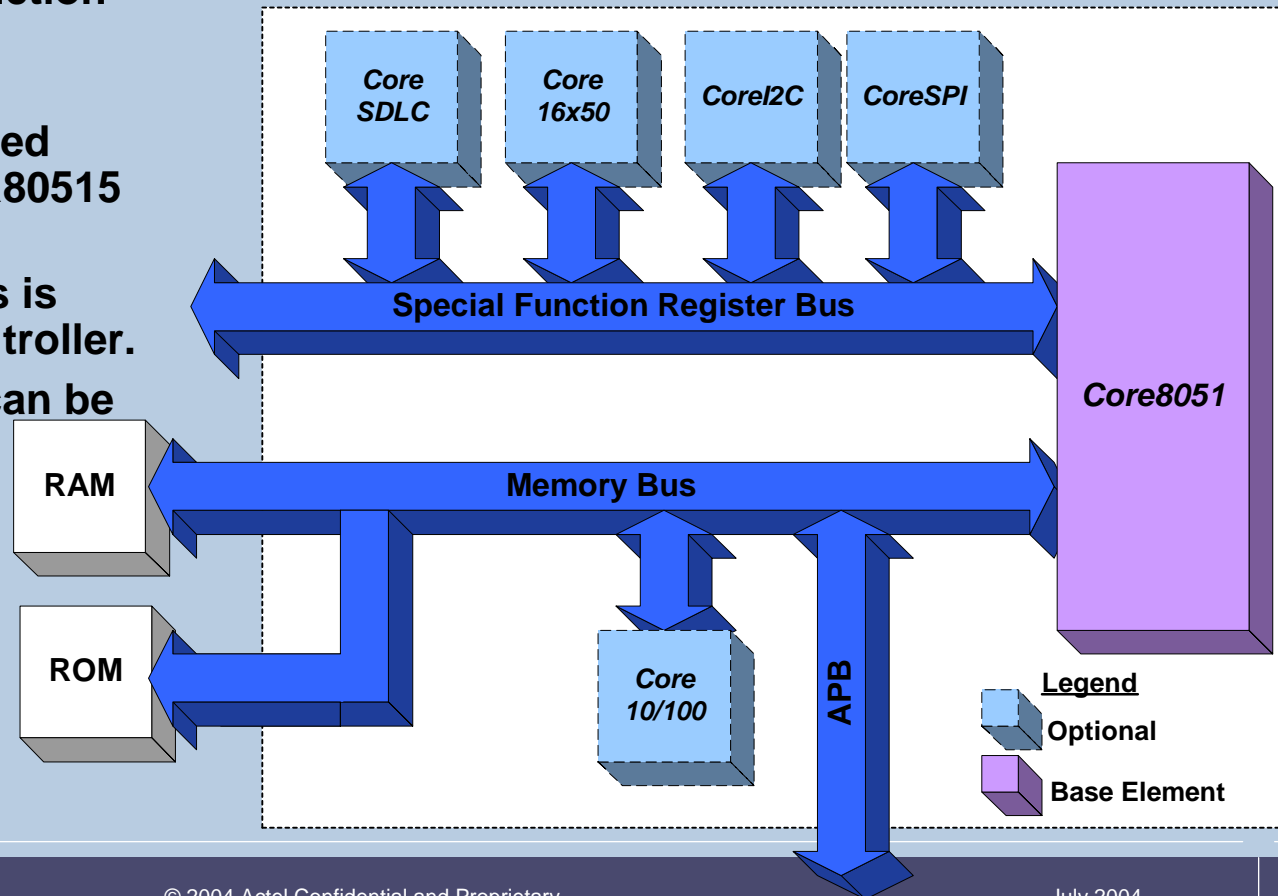 ction
ed
80515
s is
troller.
can be
Core
SDLC
Core
16x50
CoreI2C
CoreSPI
Special Function Register Bus
Core8051
RAM
Memory Bus
ROM
Core
10/100
APB
Legend
Optional
Base Element
© 2004 Actel Confidential and Proprietary
July 2004